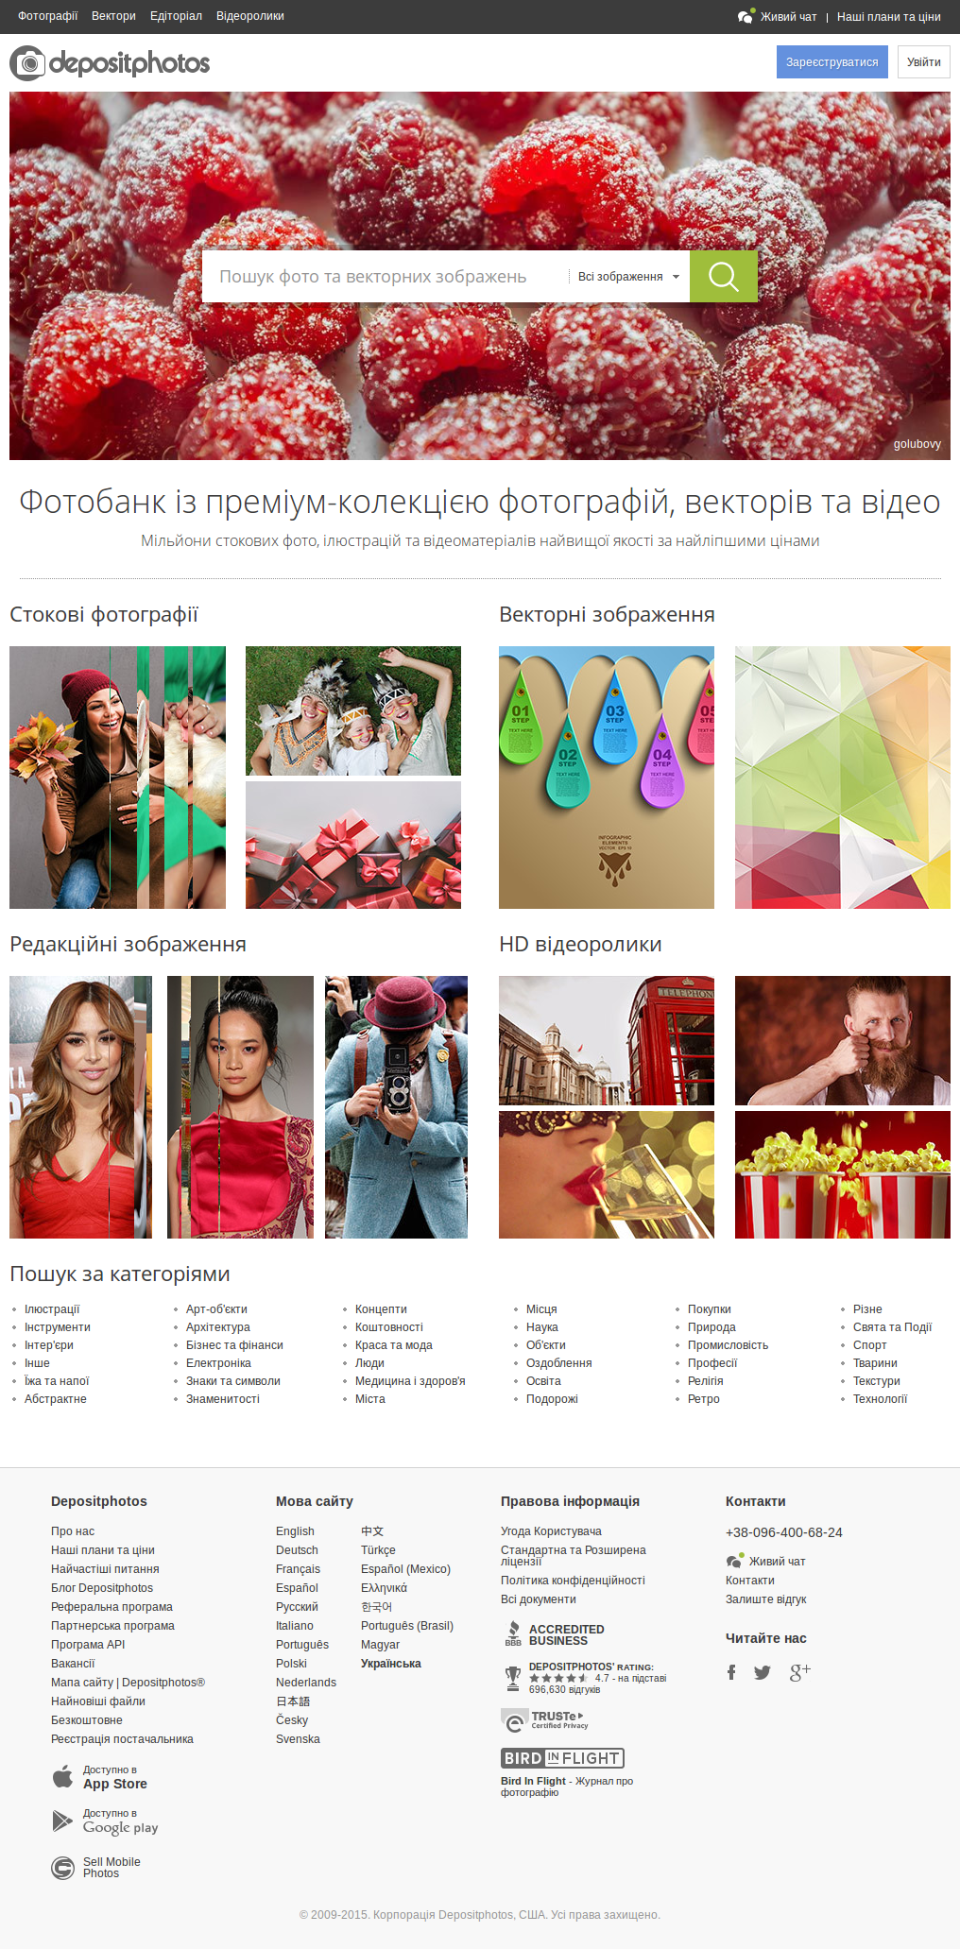 Фотографії Вектори Едіторіал Відеоролики Живий чат | Наші плани та ціни
depositphotos Зареєструватися Увійти
Пошук фото та векторних зображень Всі зображення
golubovy
Фотобанк із преміум-колекцією фотографій, векторів та відео
Мільйони стокових фото, ілюстрацій та відеоматеріалів найвищої якості за найліпшими цінами
Стокові фотографії Векторні зображення
01 STEP TEXT HERE
02 STEP TEXT HERE
03 STEP TEXT HERE
04 STEP TEXT HERE
INFOGRAPHIC
ELEMENTS
VECTOR EPS 10
Редакційні зображення HD відеоролики
TELEPHONE
Пошук за категоріями
Ілюстрації
Інструменти
Інтер'єри
Інше
Їжа та напої
Абстрактне
Арт-об'єкти
Архітектура
Бізнес та фінанси
Електроніка
Знаки та символи
Знаменитості
Концепти
Коштовності
Краса та мода
Люди
Медицина і здоров'я
Міста
Місця
Наука
Об'єкти
Оздоблення
Освіта
Подорожі
Покупки
Природа
Промисловість
Професії
Релігія
Ретро
Різне
Свята та Події
Спорт
Тварини
Текстури
Технології
Depositphotos
Про нас
Наші плани та ціни
Найчастіші питання
Блог Depositphotos
Реферальна програма
Партнерська програма
Програма API
Вакансії
Мапа сайту | Depositphotos®
Найновіші файли
Безкоштовне
Реєстрація постачальника
Доступно в
App Store
Доступно в
Google play
Sell Mobile
Photos
Мова сайту
English
Deutsch
Français
Español
Русский
Italiano
Português
Polski
Nederlands
日本語
Česky
Svenska
中文
Türkçe
Español (Mexico)
Ελληνικά
한국어
Português (Brasil)
Magyar
Українська
Правова інформація
Угода Користувача
Стандартна та Розширена
ліцензії
Політика конфіденційності
Всі документи
BBB ACCREDITED
BUSINESS
DEPOSITPHOTOS' RATING:
4.7 - на підставі
696,630 відгуків
TRUSTe
Certified Privacy
BIRD IN FLIGHT
Bird In Flight - Журнал про
фотографію
Контакти
+38-096-400-68-24
Живий чат
Контакти
Залиште відгук
Читайте нас
© 2009-2015. Корпорація Depositphotos, США. Усі права захищено.